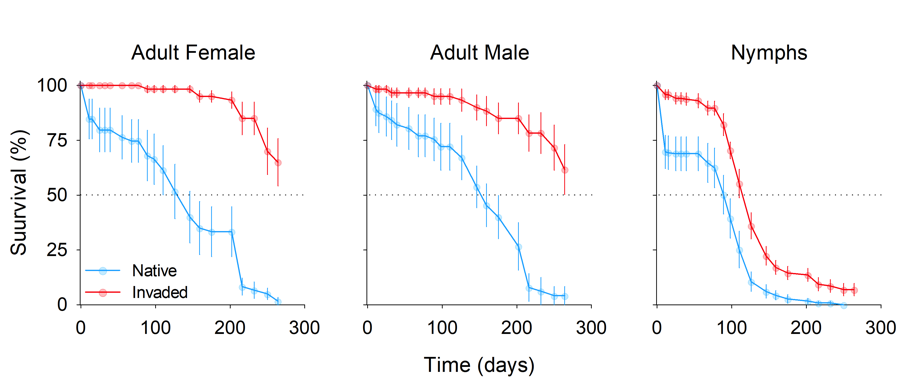 Adult Female
Adult Male
Nymphs
Suurvival (%)
100
75
50
25
0
Native
Invaded
0 100 200 300
0 100 200 300
0 100 200 300
Time (days)